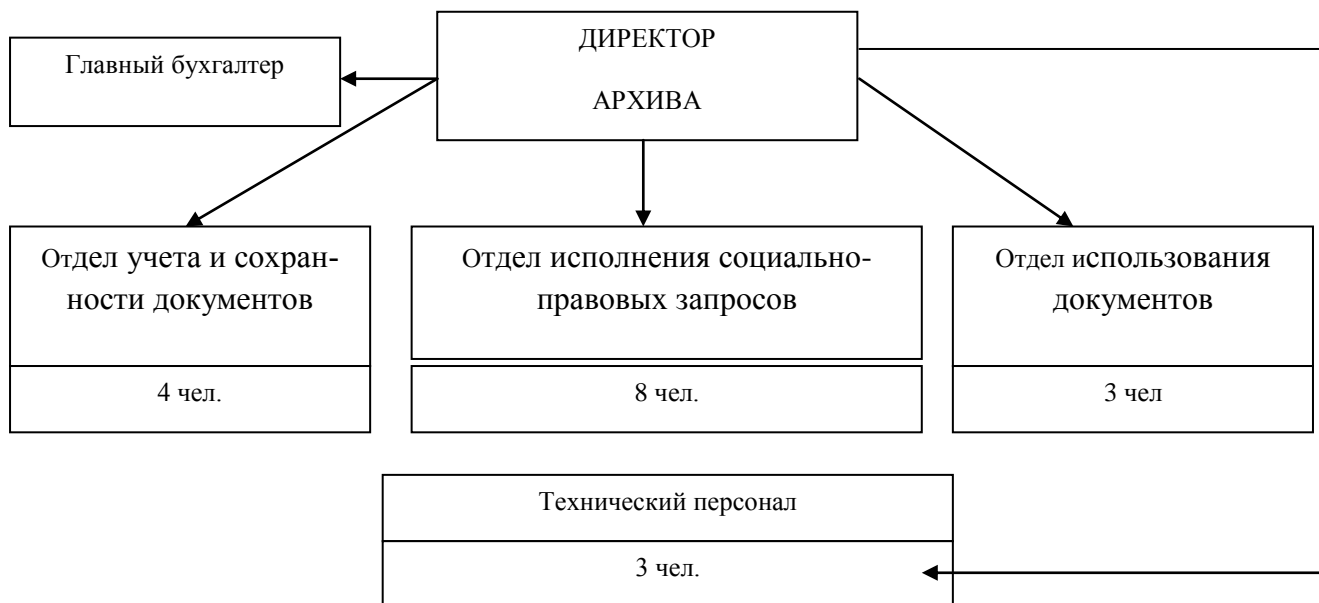 ДИРЕКТОР
АРХИВА
Главный бухгалтер
Отдел учета и сохран-
ности документов
4 чел.
Отдел исполнения социально-
правовых запросов
8 чел.
Отдел использования
документов
3 чел
Технический персонал
3 чел.